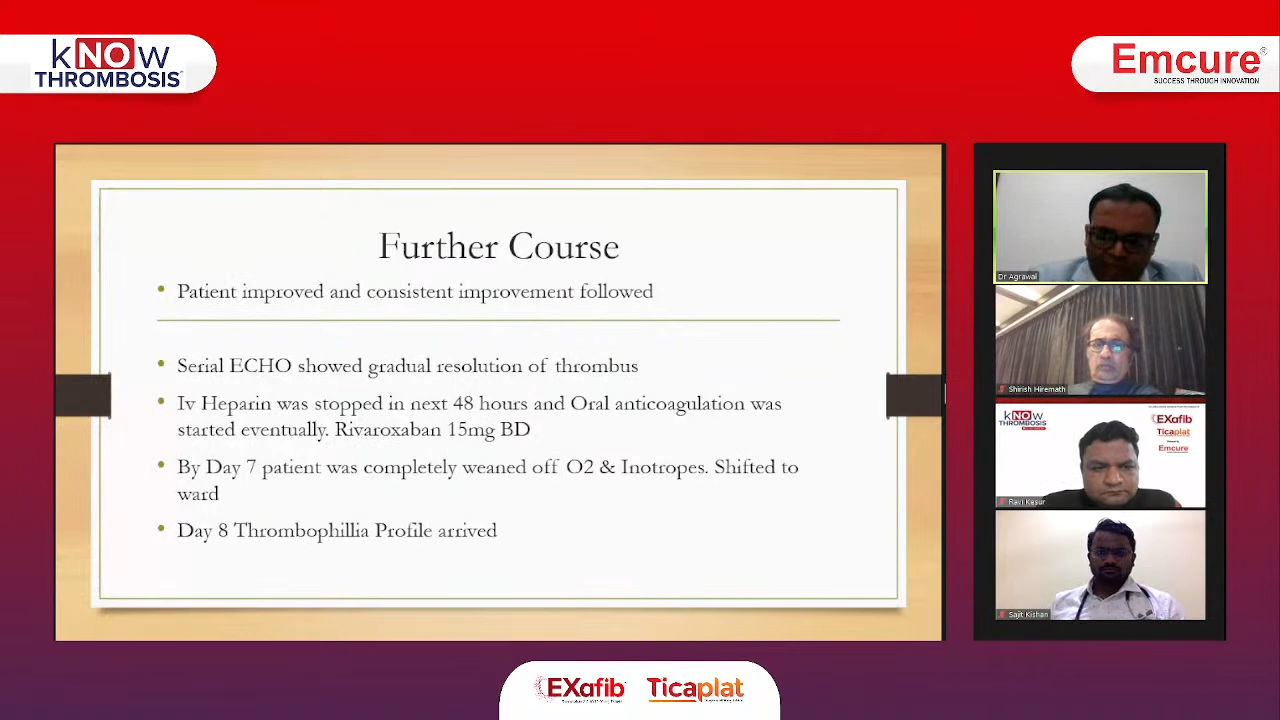 kNOw
THROMBOSIS
Emcure®
SUCCESS THROUGH INNOVATION
Further Course
• Patient improved and consistent improvement followed
• Serial ECHO showed gradual resolution of thrombus
• Iv Heparin was stopped in next 48 hours and Oral anticoagulation was
started eventually. Rivaroxaban 15mg BD
• By Day 7 patient was completely weaned off O2 & Inotropes. Shifted to
ward
• Day 8 Thrombophillia Profile arrived
Dr Agrawal
Shirish Hiremath
kNOw
THROMBOSIS
EXafib
Ticaplat
Emcure
Ravi Kesur
Sajit Kishan
EXafib
Ticaplat